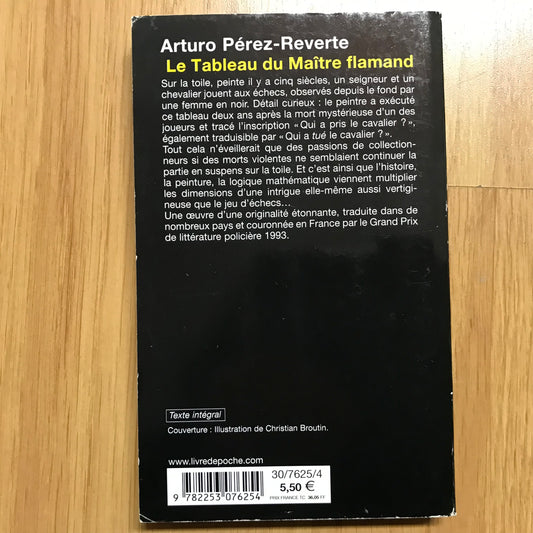 Arturo Pérez-Reverte
Le Tableau du Maître flamand
Sur la toile, peinte il y a cinq siècles, un seigneur et un
chevalier jouent aux échecs, observés depuis le fond par
une femme en noir. Détail curieux : le peintre a exécuté
ce tableau deux ans après la mort mystérieuse d'un des
joueurs et tracé l'inscription « Qui a pris le cavalier ? »,
également traduisible par « Qui a tué le cavalier ? ».
Tout cela n'éveillerait que des passions de collection-
neurs si des morts violentes ne semblaient continuer la
partie en suspens sur la toile. Et c'est ainsi que l'histoire,
la peinture, la logique mathématique viennent multiplier
les dimensions d'une intrigue elle-même aussi vertigi-
neuse que le jeu d'échecs...
Une œuvre d'une originalité étonnante, traduite dans de
nombreux pays et couronnée en France par le Grand Prix
de littérature policière 1993.
Texte intégral
Couverture : Illustration de Christian Broutin.
www.livredepoche.com
30/7625/4
5,50 €
PRIX FRANCE TC 36,05 FF
9 782253 076254